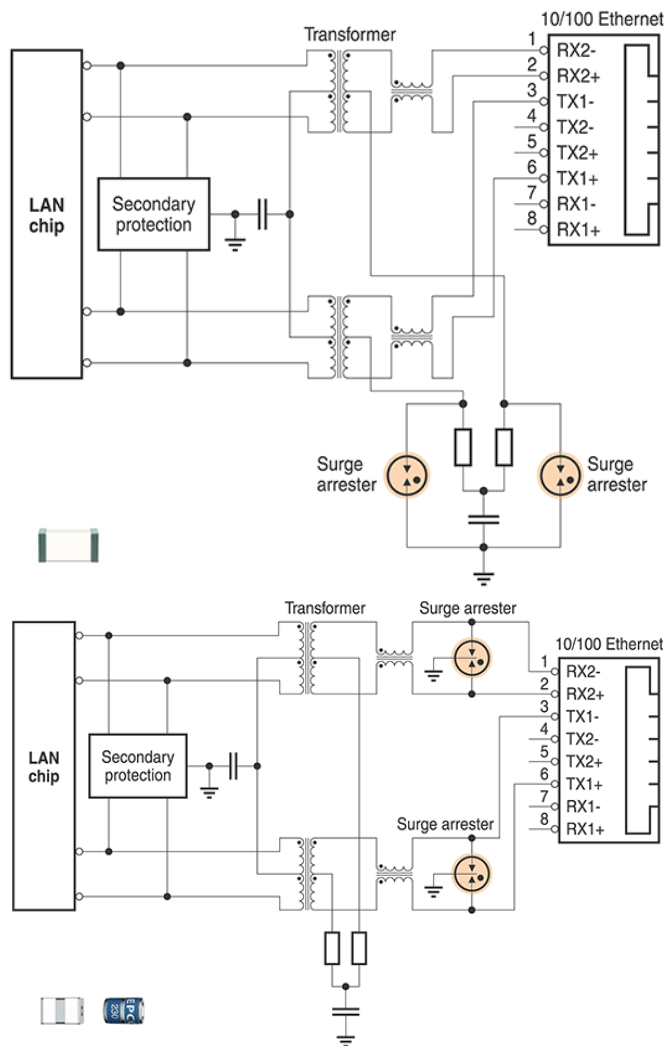 10/100 Ethernet
Transformer
1 RX2-
2 RX2+
3 TX1-
4 TX2-
5 TX2+
6 TX1+
7 RX1-
8 RX1+
LAN
chip
Secondary
protection
Surge
arrester
Surge
arrester
Transformer
Surge arrester
10/100 Ethernet
1 RX2-
2 RX2+
3 TX1-
4 TX2-
5 TX2+
6 TX1+
7 RX1-
8 RX1+
LAN
chip
Secondary
protection
Surge arrester
EPC
230